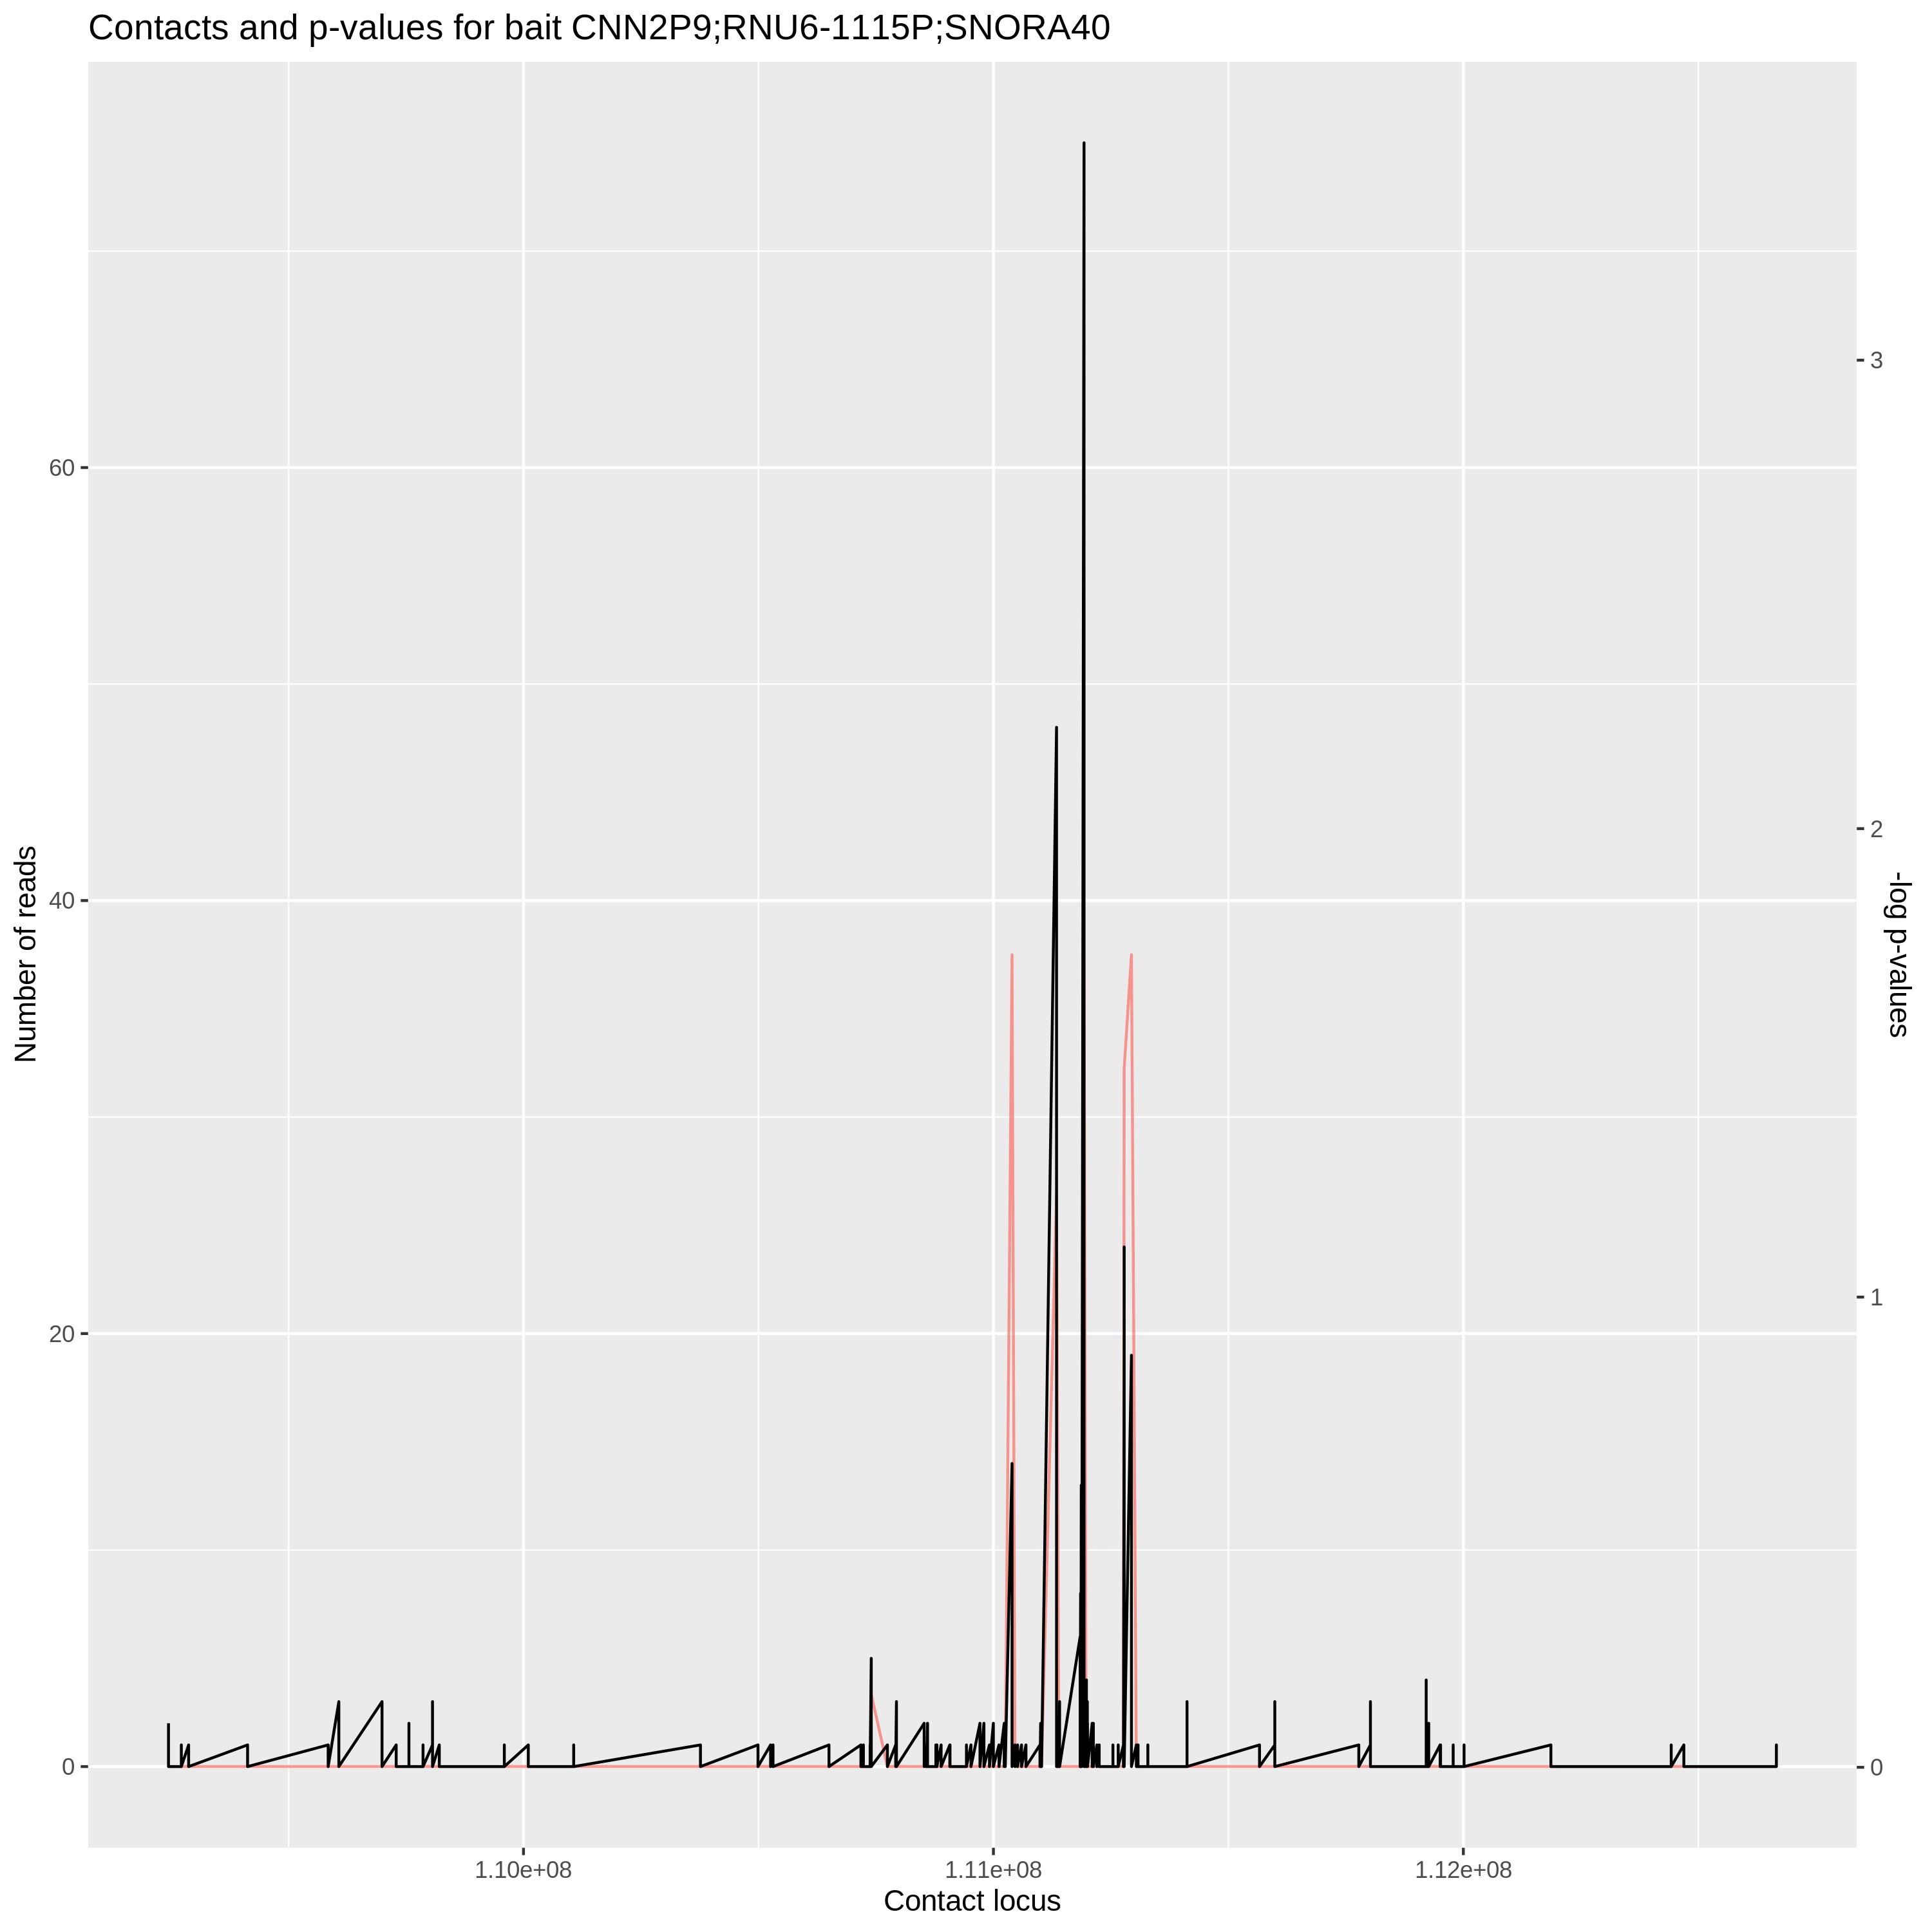 Contacts and p-values for bait CNN2P9;RNU6-1115P;SNORA40
3
60
2
40
Number of reads
-log p-values
1
20
0
0
1.10e+08
1.11e+08
1.12e+08
Contact locus